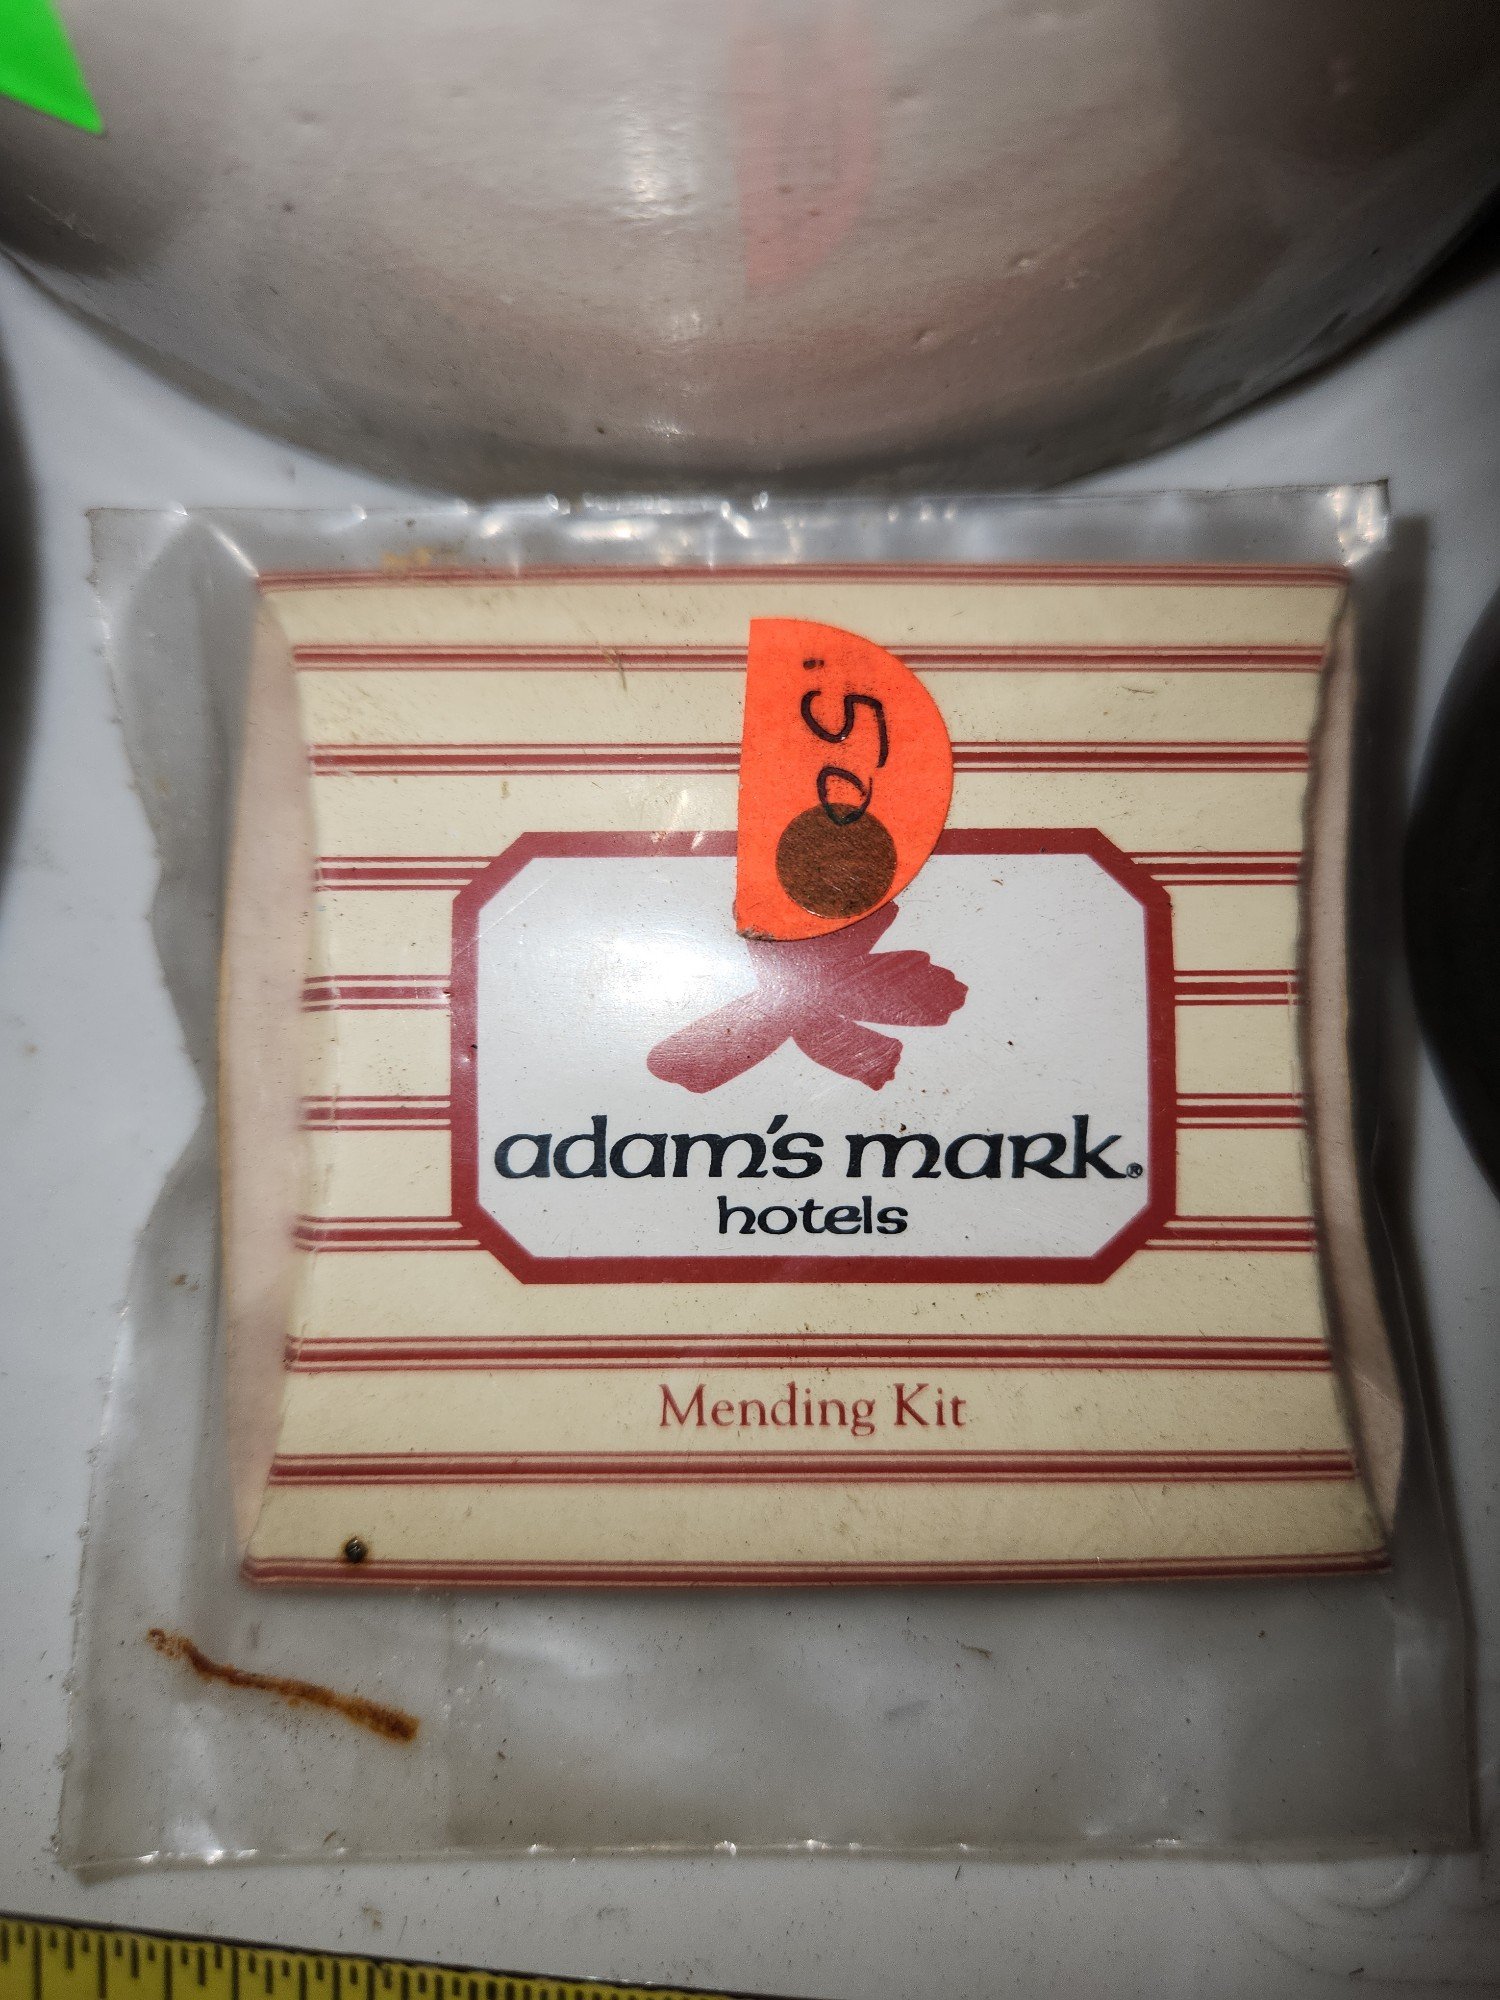 .50
adam's mark®
hotels
Mending Kit